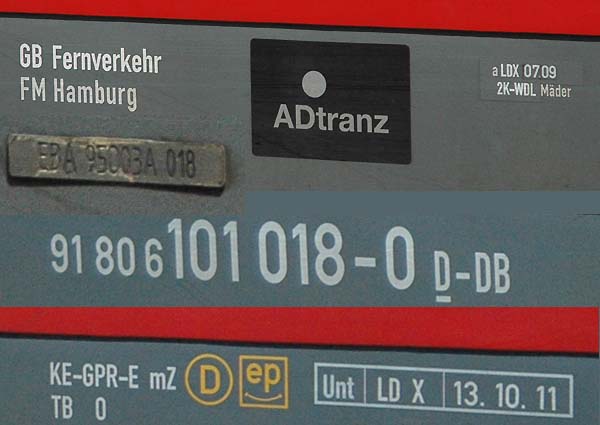 GB Fernverkehr
FM Hamburg
ADtranz
a LDX 07.09
2K-WDL Mäder
EBA 95003A 018
91 80 6 101 018-0 D-DB
KE-GPR-E mZ D ep
TB 0
Unt LD X 13.10.11